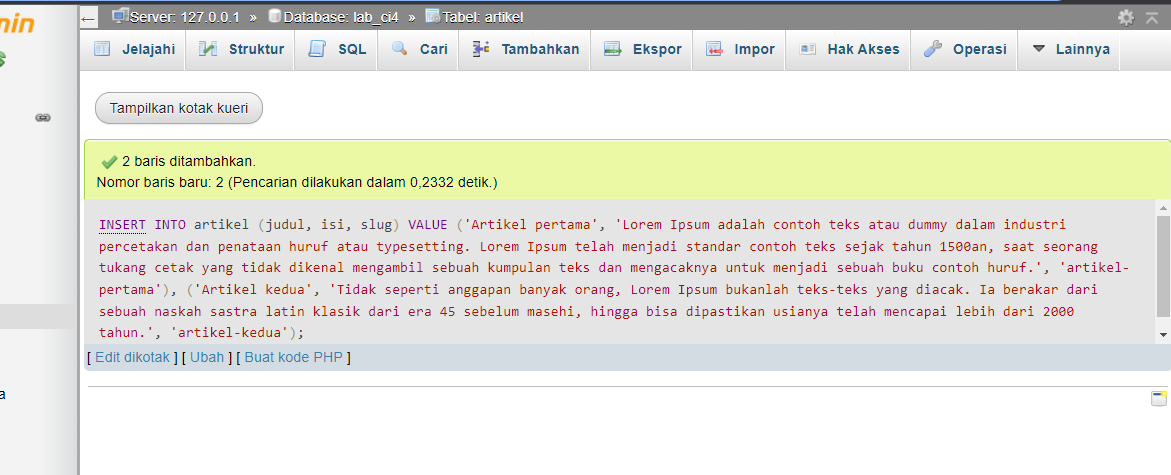 min
Server: 127.0.0.1 » Database: lab_ci4 » Tabel: artikel
Jelajahi Struktur SQL Cari Tambahkan Ekspor Impor Hak Akses Operasi Lainnya
Tampilkan kotak kueri
2 baris ditambahkan.
Nomor baris baru: 2 (Pencarian dilakukan dalam 0,2332 detik.)
INSERT INTO artikel (judul, isi, slug) VALUE ('Artikel pertama', 'Lorem Ipsum adalah contoh teks atau dummy dalam industri
percetakan dan penataan huruf atau typesetting. Lorem Ipsum telah menjadi standar contoh teks sejak tahun 1500an, saat seorang
tukang cetak yang tidak dikenal mengambil sebuah kumpulan teks dan mengacaknya untuk menjadi sebuah buku contoh huruf.', 'artikel-
pertama'), ('Artikel kedua', 'Tidak seperti anggapan banyak orang, Lorem Ipsum bukanlah teks-teks yang diacak. Ia berakar dari
sebuah naskah sastra latin klasik dari era 45 sebelum masehi, hingga bisa dipastikan usianya telah mencapai lebih dari 2000
tahun.', 'artikel-kedua');
[ Edit dikotak ] [ Ubah ] [ Buat kode PHP ]
a